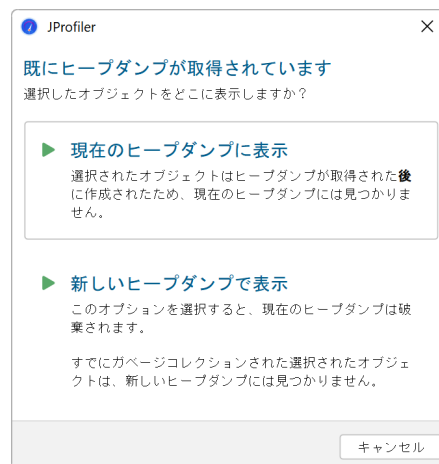 JProfiler
既にヒープダンプが取得されています
選択したオブジェクトをどこに表示しますか？
現在のヒープダンプに表示
選択されたオブジェクトはヒープダンプが取得された後
に作成されたため、現在のヒープダンプには見つかりま
せん。
新しいヒープダンプで表示
このオプションを選択すると、現在のヒープダンプは破
棄されます。
すでにガベージコレクションされた選択されたオブジェ
クトは、新しいヒープダンプには見つかりません。
キャンセル